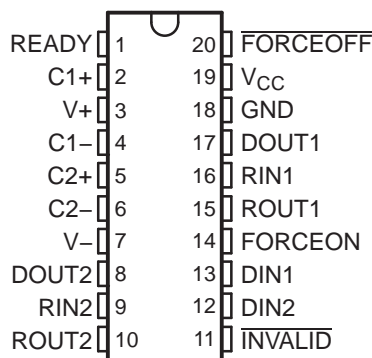 READY 1 20 FORCEOFF
C1+ 2 19 VCC
V+ 3 18 GND
C1− 4 17 DOUT1
C2+ 5 16 RIN1
C2− 6 15 ROUT1
V− 7 14 FORCEON
DOUT2 8 13 DIN1
RIN2 9 12 DIN2
ROUT2 10 11 INVALID